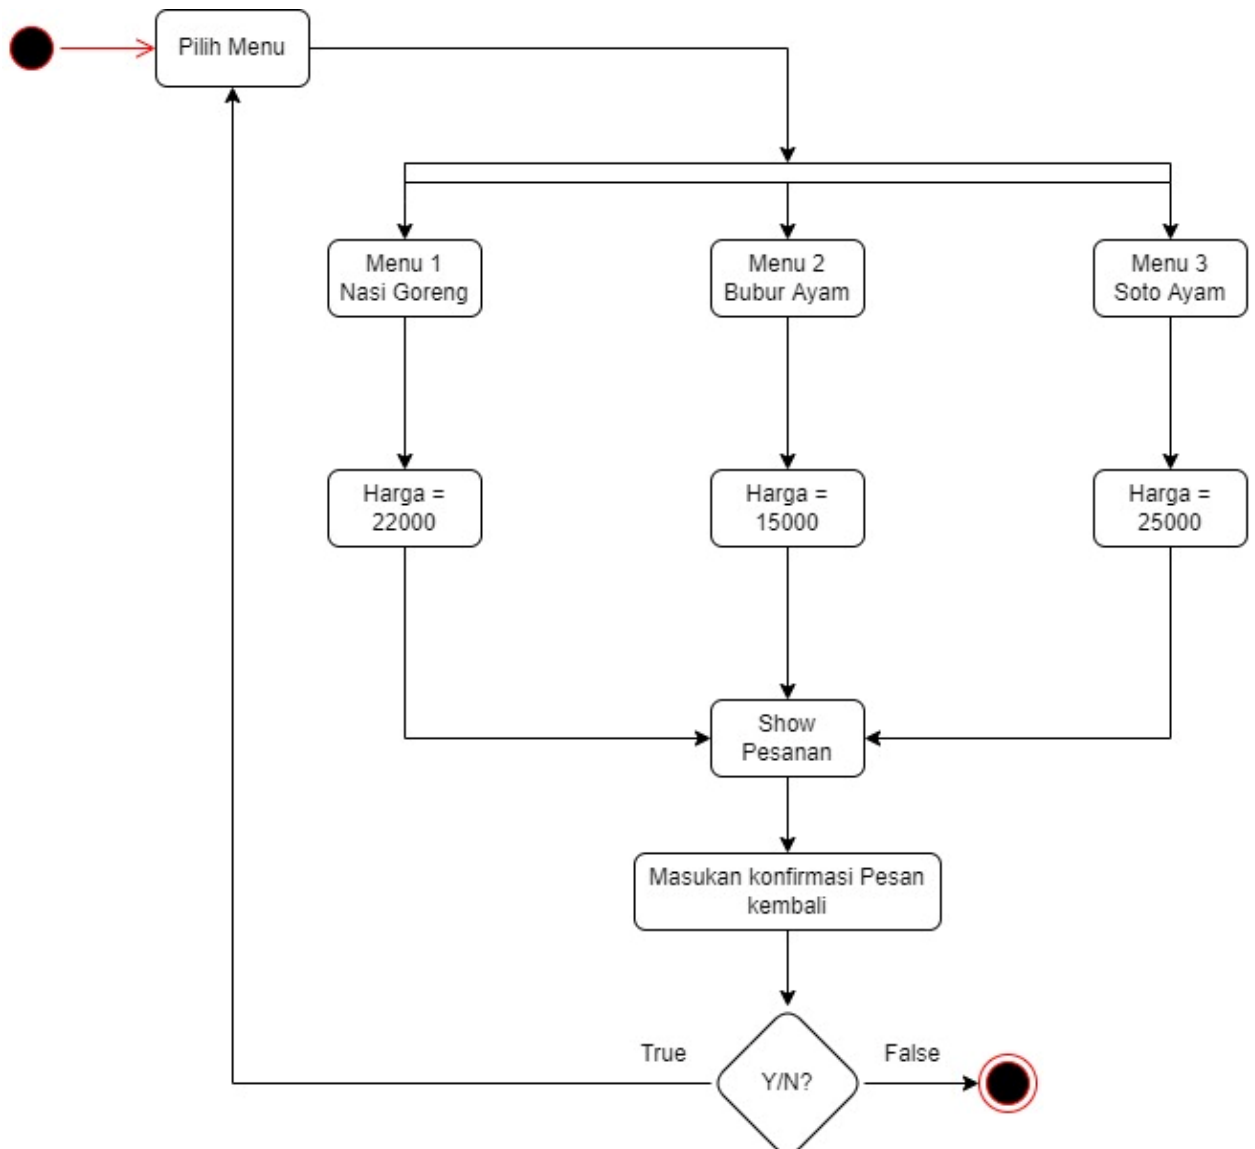 Pilih Menu
Menu 1
Nasi Goreng
Menu 2
Bubur Ayam
Menu 3
Soto Ayam
Harga =
22000
Harga =
15000
Harga =
25000
Show
Pesanan
Masukan konfirmasi Pesan
kembali
True
Y/N?
False